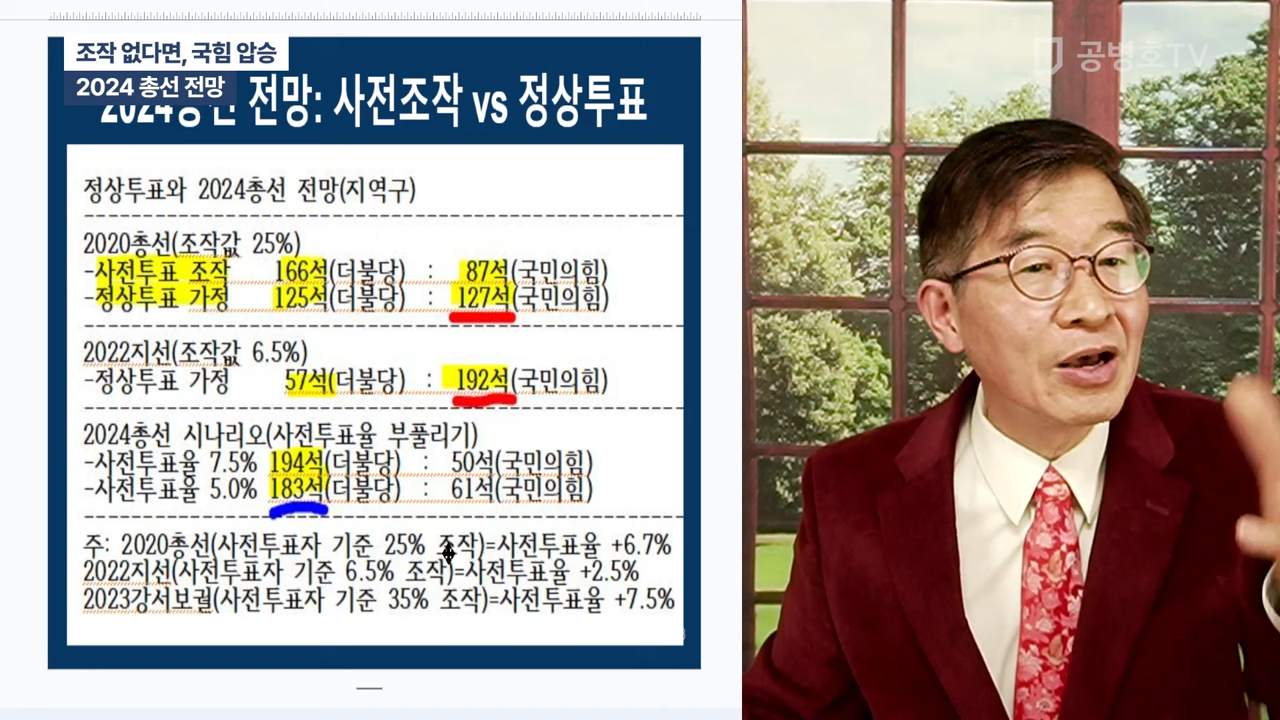 조작 없다면, 국힘 압승
2024 총선 전망
2024총선 전망: 사전조작 vs 정상투표
정상투표와 2024총선 전망(지역구)
2020총선(조작값 25%)
-사전투표 조작 166석(더불당) : 87석(국민의힘)
-정상투표 가정 125석(더불당) : 127석(국민의힘)
2022지선(조작값 6.5%)
-정상투표 가정 57석(더불당) : 192석(국민의힘)
2024총선 시나리오(사전투표율 부풀리기)
-사전투표율 7.5% 194석(더불당) : 50석(국민의힘)
-사전투표율 5.0% 183석(더불당) : 61석(국민의힘)
주: 2020총선(사전투표자 기준 25% 조작)=사전투표율 +6.7%
2022지선(사전투표자 기준 6.5% 조작)=사전투표율 +2.5%
2023강서보궐(사전투표자 기준 35% 조작)=사전투표율 +7.5%
공병호TV